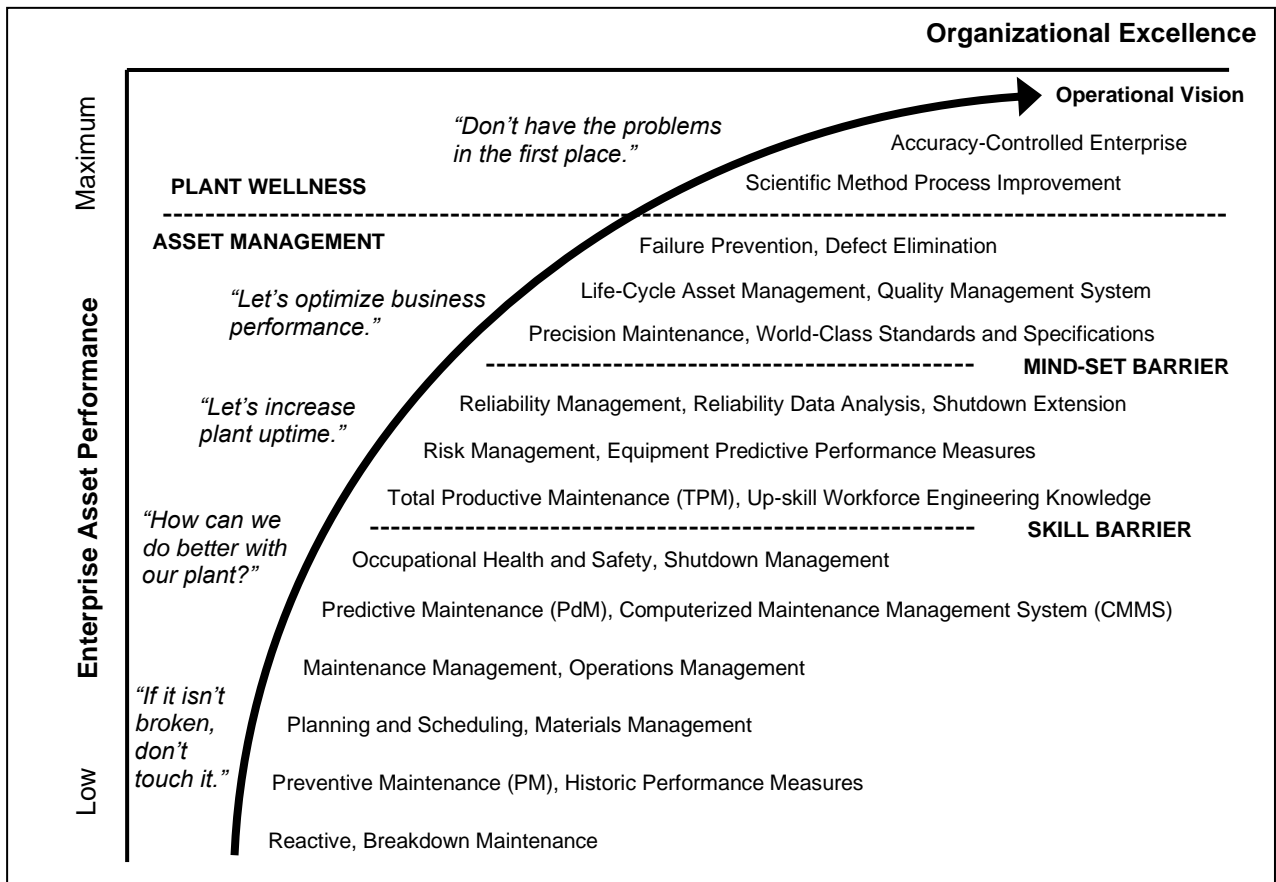 Organizational Excellence
Operational Vision
Maximum
“Don’t have the problems
in the first place.”
Accuracy-Controlled Enterprise
PLANT WELLNESS
Scientific Method Process Improvement
ASSET MANAGEMENT
Failure Prevention, Defect Elimination
“Let’s optimize business
performance.”
Life-Cycle Asset Management, Quality Management System
Precision Maintenance, World-Class Standards and Specifications
MIND-SET BARRIER
Enterprise Asset Performance
“Let’s increase
plant uptime.”
Reliability Management, Reliability Data Analysis, Shutdown Extension
Risk Management, Equipment Predictive Performance Measures
Total Productive Maintenance (TPM), Up-skill Workforce Engineering Knowledge
SKILL BARRIER
“How can we
do better with
our plant?”
Occupational Health and Safety, Shutdown Management
Predictive Maintenance (PdM), Computerized Maintenance Management System (CMMS)
Maintenance Management, Operations Management
“If it isn’t
broken,
don’t
touch it.”
Planning and Scheduling, Materials Management
Low
Preventive Maintenance (PM), Historic Performance Measures
Reactive, Breakdown Maintenance